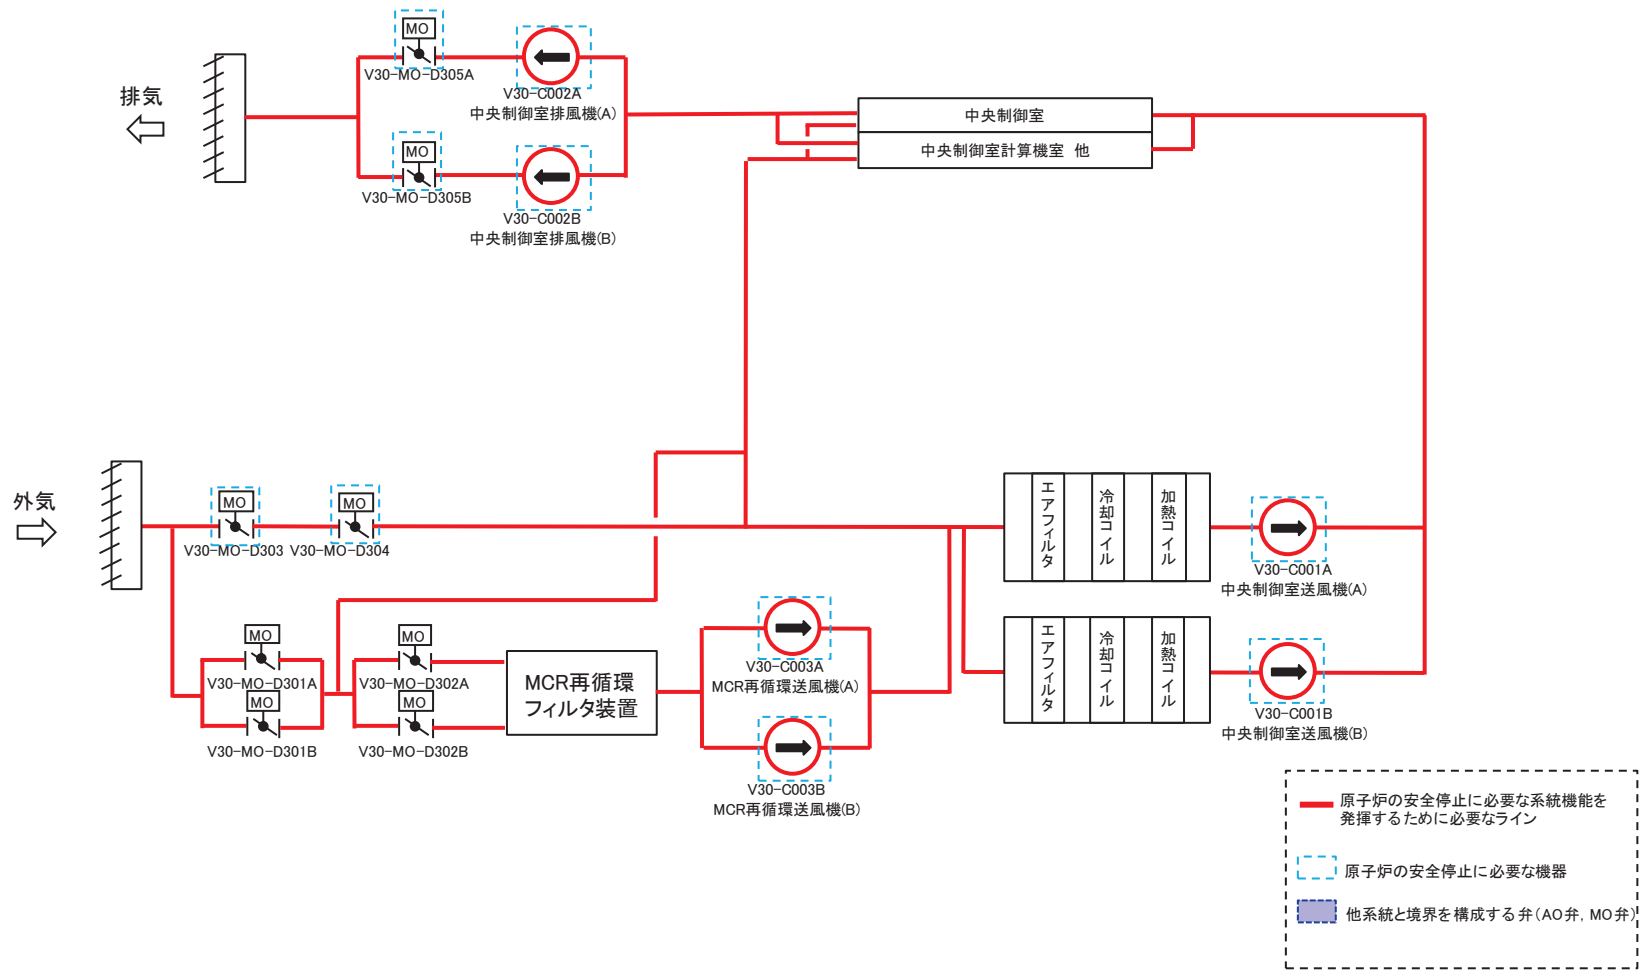 MO
V30-MO-D305A
V30-C002A
中央制御室排風機(A)
排気
中央制御室
中央制御室計算機室 他
MO
V30-MO-D305B
V30-C002B
中央制御室排風機(B)
外気
MO
V30-MO-D303
MO
V30-MO-D304
エアフィルタ
冷却コイル
加熱コイル
V30-C001A
中央制御室送風機(A)
MO
V30-MO-D301A
MO
V30-MO-D302A
MO
V30-MO-D301B
MO
V30-MO-D302B
MCR再循環
フィルタ装置
V30-C003A
MCR再循環送風機(A)
V30-C003B
MCR再循環送風機(B)
エアフィルタ
冷却コイル
加熱コイル
V30-C001B
中央制御室送風機(B)
原子炉の安全停止に必要な系統機能を
発揮するために必要なライン
原子炉の安全停止に必要な機器
他系統と境界を構成する弁(AO弁, MO弁)